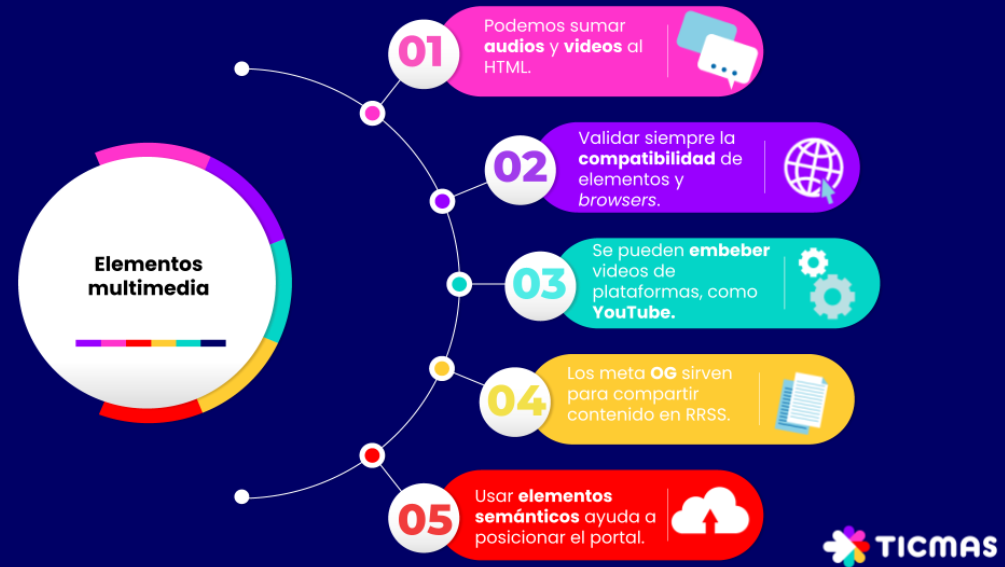 Elementos
multimedia
01
Podemos sumar
audios y videos al
HTML.
02
Validar siempre la
compatibilidad de
elementos y
browsers.
03
Se pueden embeber
videos de
plataformas, como
YouTube.
04
Los meta OG sirven
para compartir
contenido en RRSS.
05
Usar elementos
semánticos ayuda a
posicionar el portal.
TICMAS